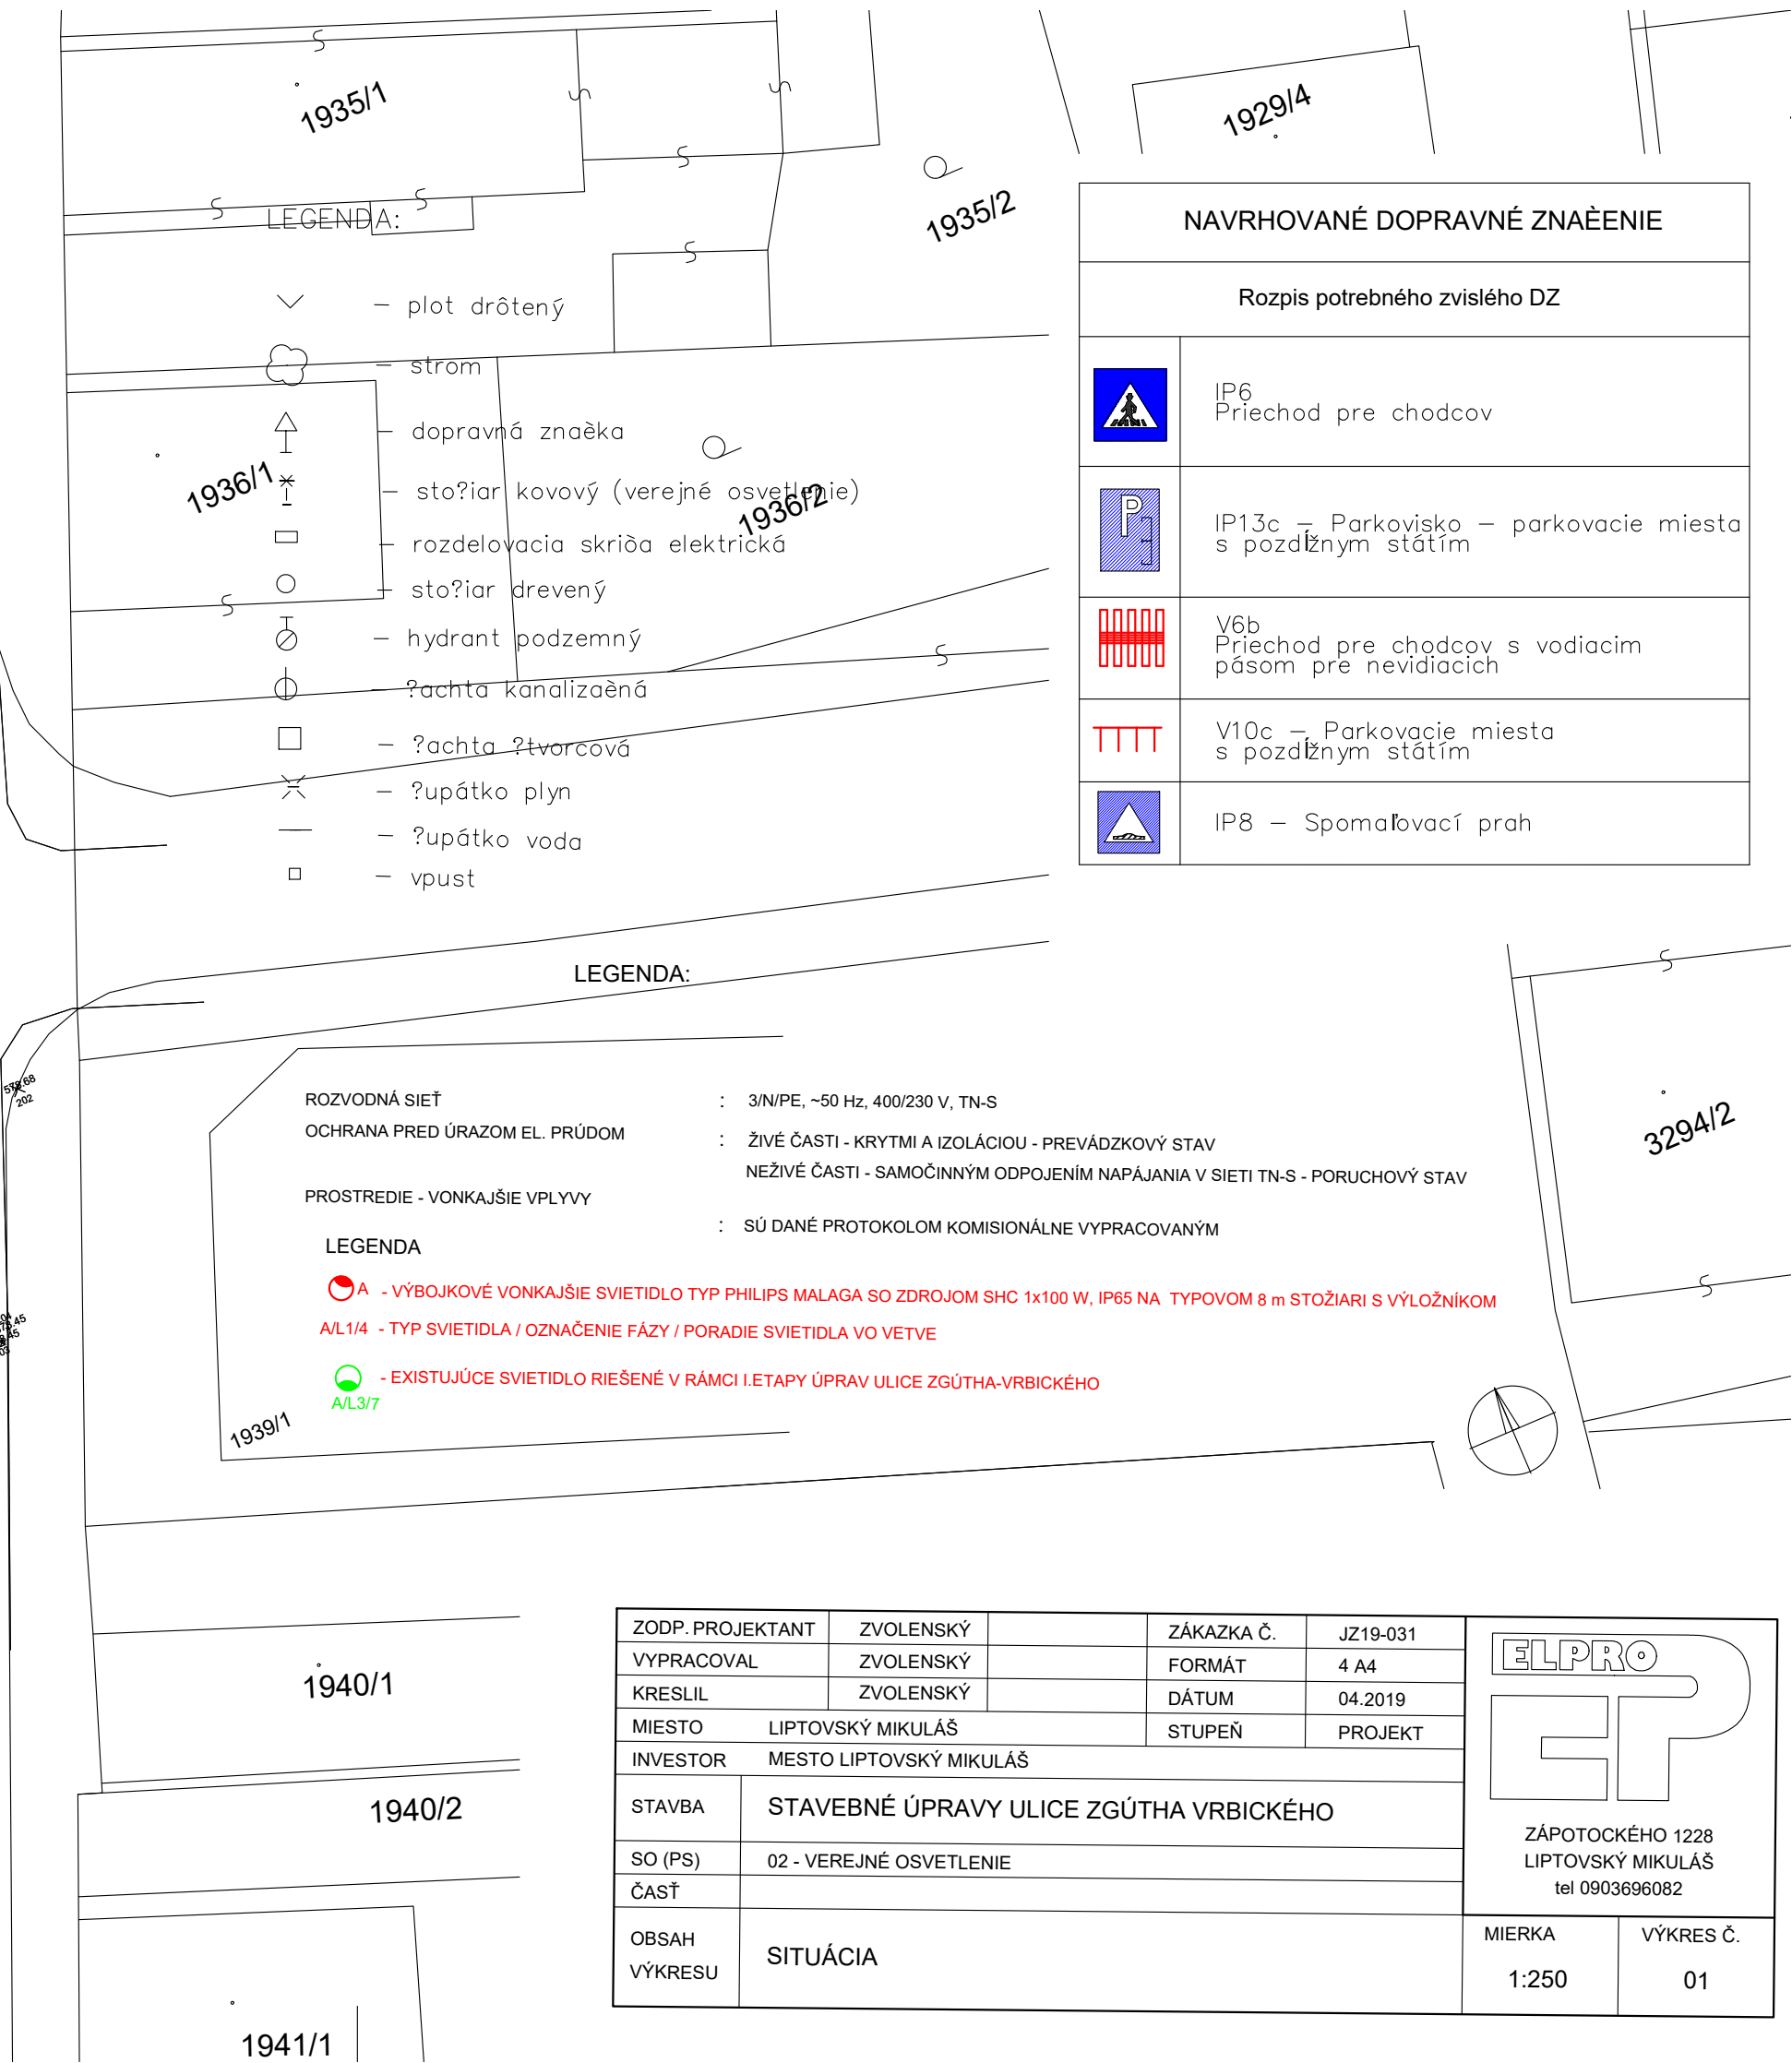 1935/1
1929/4
1935/2
LEGENDA:
- plot drôtený
- strom
- dopravná znaèka
1936/1
- sto?iar kovový (verejné osvetlenie)
1936/2
- rozdelovacia skriòa elektrická
- sto?iar drevený
- hydrant podzemný
- ?achta kanalizaèná
- ?achta ?tvorcová
- ?upátko plyn
- ?upátko voda
- vpust
NAVRHOVANÉ DOPRAVNÉ ZNAÈENIE
Rozpis potrebného zvislého DZ
IP6
Priechod pre chodcov
P
IP13c – Parkovisko – parkovacie miesta
s pozdĺžnym státím
V6b
Priechod pre chodcov s vodiacim
pásom pre nevidiacich
V10c – Parkovacie miesta
s pozdĺžnym státím
IP8 – Spomaľovací prah
LEGENDA:
202
3294/2
ROZVODNÁ SIEŤ : 3/N/PE, ~50 Hz, 400/230 V, TN-S
OCHRANA PRED ÚRAZOM EL. PRÚDOM : ŽIVÉ ČASTI - KRYTMI A IZOLÁCIOU - PREVÁDZKOVÝ STAV
NEŽIVÉ ČASTI - SAMOČINNÝM ODPOJENÍM NAPÁJANIA V SIETI TN-S - PORUCHOVÝ STAV
PROSTREDIE - VONKAJŠIE VPLYVY
: SÚ DANÉ PROTOKOLOM KOMISIONÁLNE VYPRACOVANÝM
LEGENDA
A - VÝBOJKOVÉ VONKAJŠIE SVIETIDLO TYP PHILIPS MALAGA SO ZDROJOM SHC 1x100 W, IP65 NA TYPOVOM 8 m STOŽIARI S VÝLOŽNÍKOM
A/L1/4 - TYP SVIETIDLA / OZNAČENIE FÁZY / PORADIE SVIETIDLA VO VETVE
- EXISTUJÚCE SVIETIDLO RIEŠENÉ V RÁMCI I.ETAPY ÚPRAV ULICE ZGÚTHA-VRBICKÉHO
A/L3/7
1939/1
1940/1
1940/2
1941/1
ZODP. PROJEKTANT ZVOLENSKÝ ZÁKAZKA Č. JZ19-031
VYPRACOVAL ZVOLENSKÝ FORMÁT 4 A4
KRESLIL ZVOLENSKÝ DÁTUM 04.2019
MIESTO LIPTOVSKÝ MIKULÁŠ STUPEŇ PROJEKT
INVESTOR MESTO LIPTOVSKÝ MIKULÁŠ
STAVBA STAVEBNÉ ÚPRAVY ULICE ZGÚTHA VRBICKÉHO
SO (PS) 02 - VEREJNÉ OSVETLENIE
ČASŤ
OBSAH
VÝKRESU
SITUÁCIA
ELPRO
EP
ZÁPOTOCKÉHO 1228
LIPTOVSKÝ MIKULÁŠ
tel 0903696082
MIERKA VÝKRES Č.
1:250 01